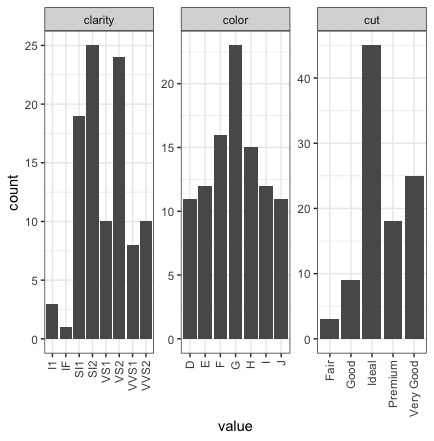 clarity color cut
count
25
20
15
10
5
0
20
15
10
5
0
40
30
20
10
0
I1 IF SI1 SI2 VS1 VS2 VVS1 VVS2
D E F G H I J
Fair Good Ideal Premium Very Good
value